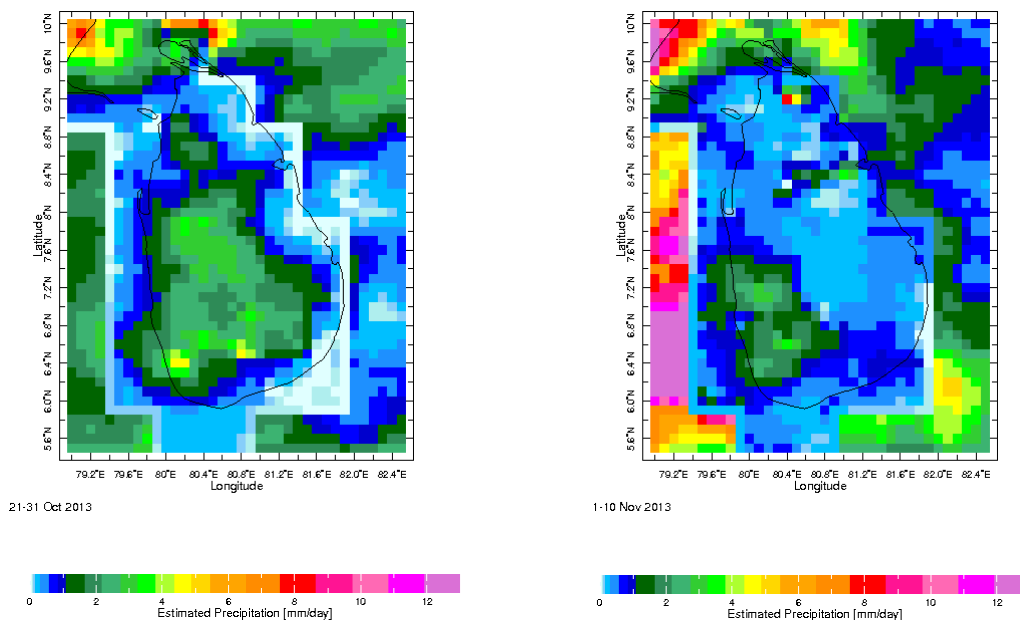 10°N
9.6°N
9.2°N
8.8°N
8.4°N
8°N
7.6°N
7.2°N
6.8°N
6.4°N
6.0°N
5.6°N
Latitude
79.2°E 79.6°E 80°E 80.4°E 80.8°E 81.2°E 81.6°E 82.0°E 82.4°E
Longitude
21-31 Oct 2013
0 2 4 6 8 10 12
Estimated Precipitation [mm/day]
10°N
9.6°N
9.2°N
8.8°N
8.4°N
8°N
7.6°N
7.2°N
6.8°N
6.4°N
6.0°N
5.6°N
Latitude
79.2°E 79.6°E 80°E 80.4°E 80.8°E 81.2°E 81.6°E 82.0°E 82.4°E
Longitude
1-10 Nov 2013
0 2 4 6 8 10 12
Estimated Precipitation [mm/day]